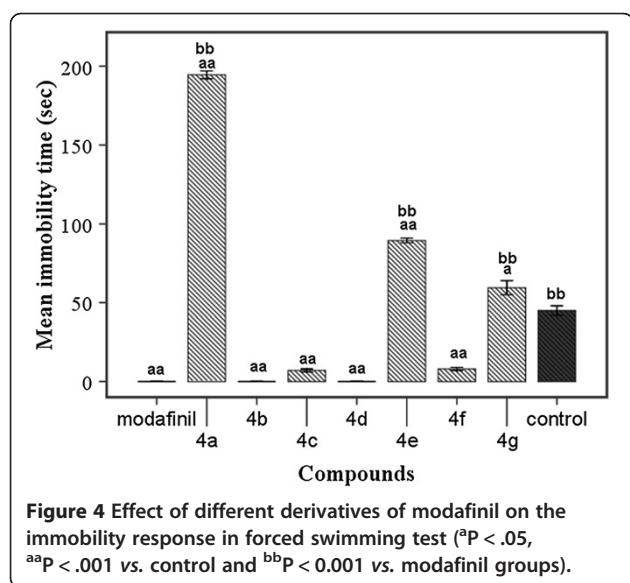 200
150
100
50
0
Mean immobility time (sec)
bb
aa
aa
aa
aa
aa
bb
aa
aa
bb
a
bb
modafinil 4b 4d 4f control
4a 4c 4e 4g
Compounds
Figure 4 Effect of different derivatives of modafinil on the
immobility response in forced swimming test (ᵃP < .05,
ᵃᵃP < .001 vs. control and ᵇᵇP < 0.001 vs. modafinil groups).